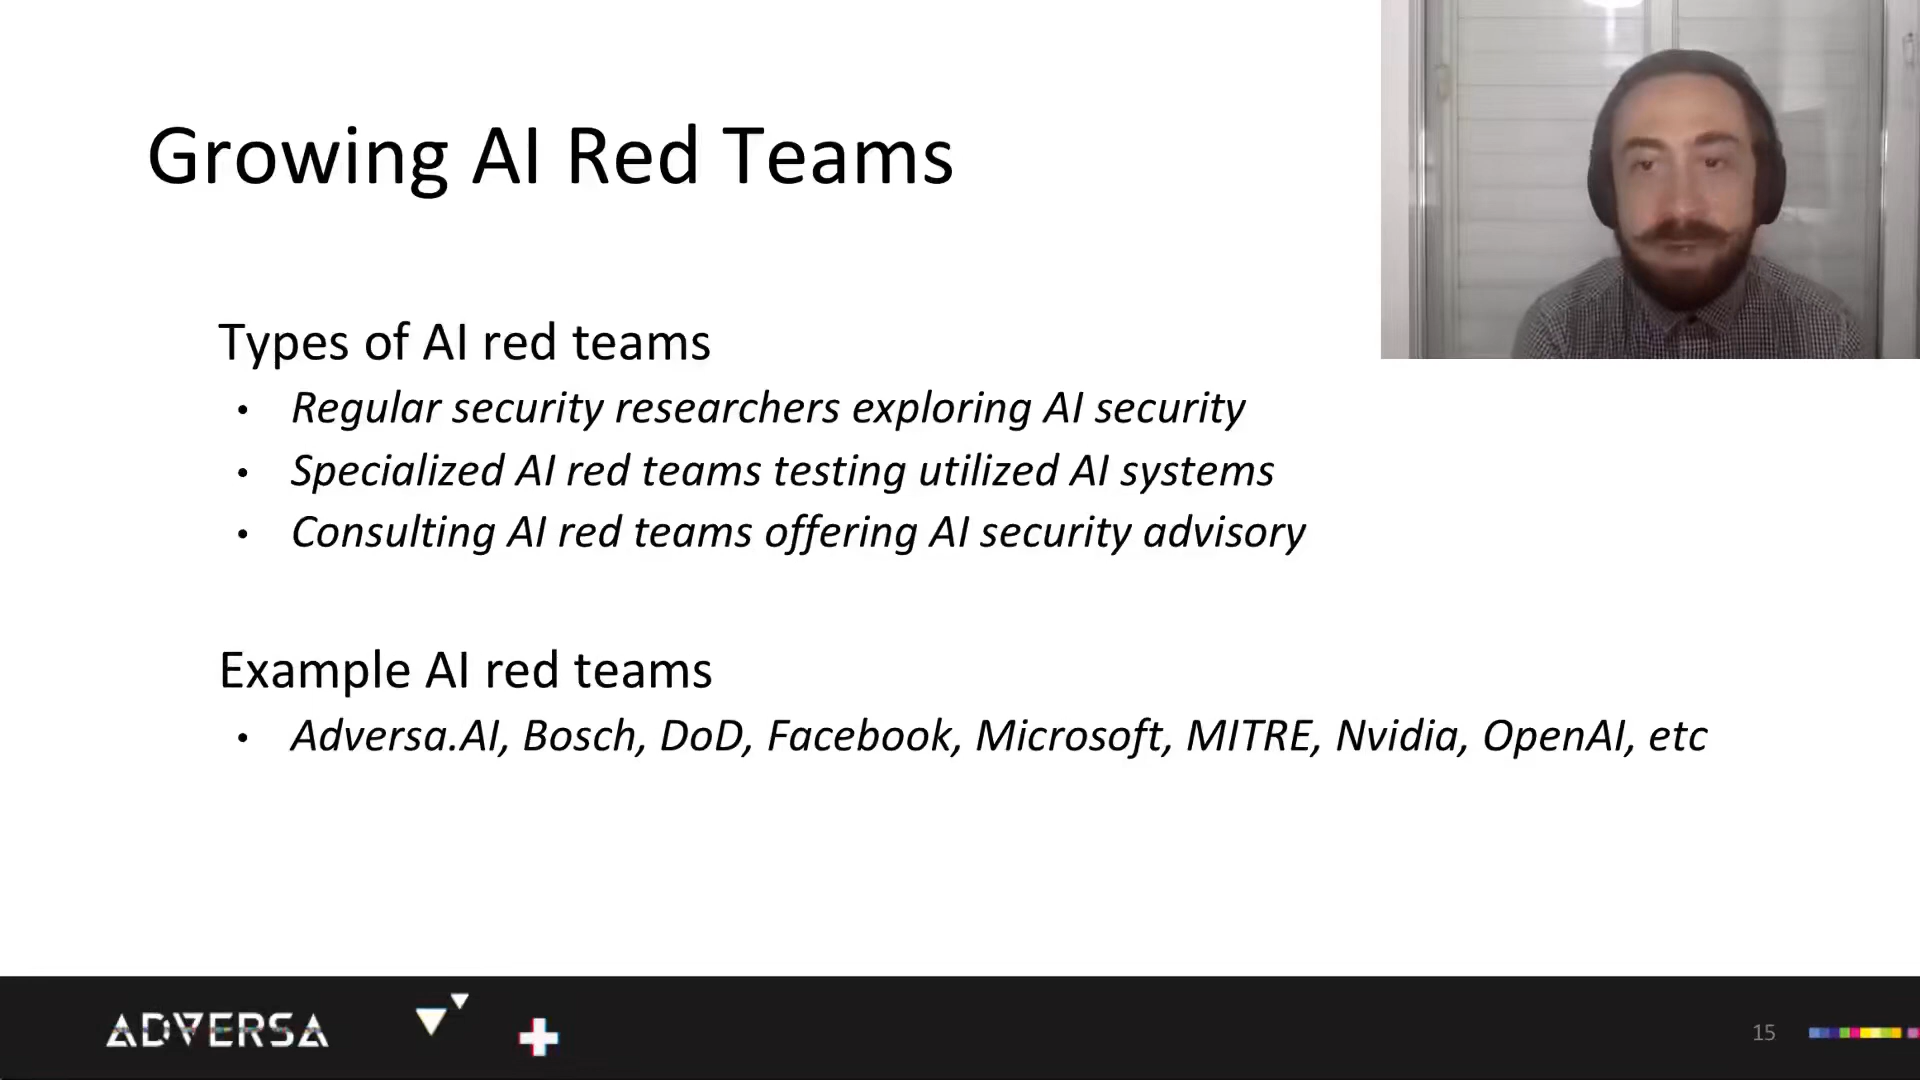 Growing AI Red Teams
Types of AI red teams
• Regular security researchers exploring AI security
• Specialized AI red teams testing utilized AI systems
• Consulting AI red teams offering AI security advisory
Example AI red teams
• Adversa.AI, Bosch, DoD, Facebook, Microsoft, MITRE, Nvidia, OpenAI, etc
ADVERSA
15